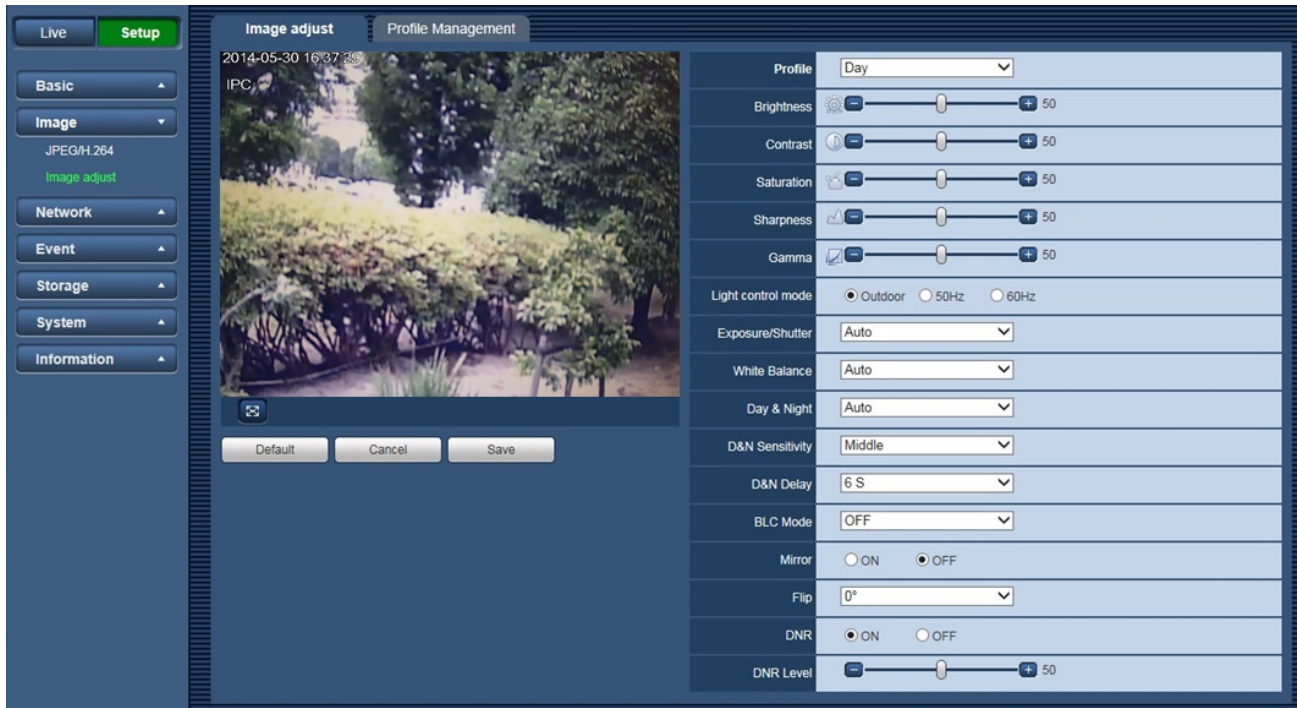 Live Setup
Basic
Image
JPEG/H.264
Image adjust
Network
Event
Storage
System
Information
Image adjust Profile Management
2014-05-30 16:37:29
IPC
Default Cancel Save
Profile Day
Brightness 50
Contrast 50
Saturation 50
Sharpness 50
Gamma 50
Light control mode Outdoor 50Hz 60Hz
Exposure/Shutter Auto
White Balance Auto
Day & Night Auto
D&N Sensitivity Middle
D&N Delay 6 S
BLC Mode OFF
Mirror ON OFF
Flip 0°
DNR ON OFF
DNR Level 50